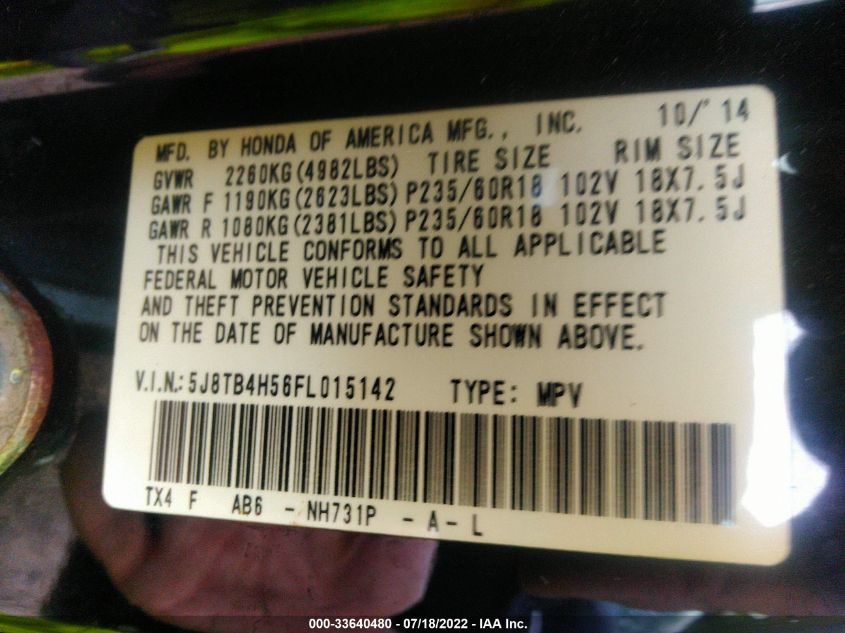 MFD. BY HONDA OF AMERICA MFG., INC. 10/'14
GVWR 2260KG(4982LBS) TIRE SIZE RIM SIZE
GAWR F 1190KG(2623LBS) P235/60R18 102V 18X7.5J
GAWR R 1080KG(2381LBS) P235/60R18 102V 18X7.5J
THIS VEHICLE CONFORMS TO ALL APPLICABLE
FEDERAL MOTOR VEHICLE SAFETY
AND THEFT PREVENTION STANDARDS IN EFFECT
ON THE DATE OF MANUFACTURE SHOWN ABOVE.
V.I.N.: 5J8TB4H56FL015142 TYPE: MPV
TX4 F AB6 - NH731P - A - L
000-33640480 - 07/18/2022 - IAA Inc.